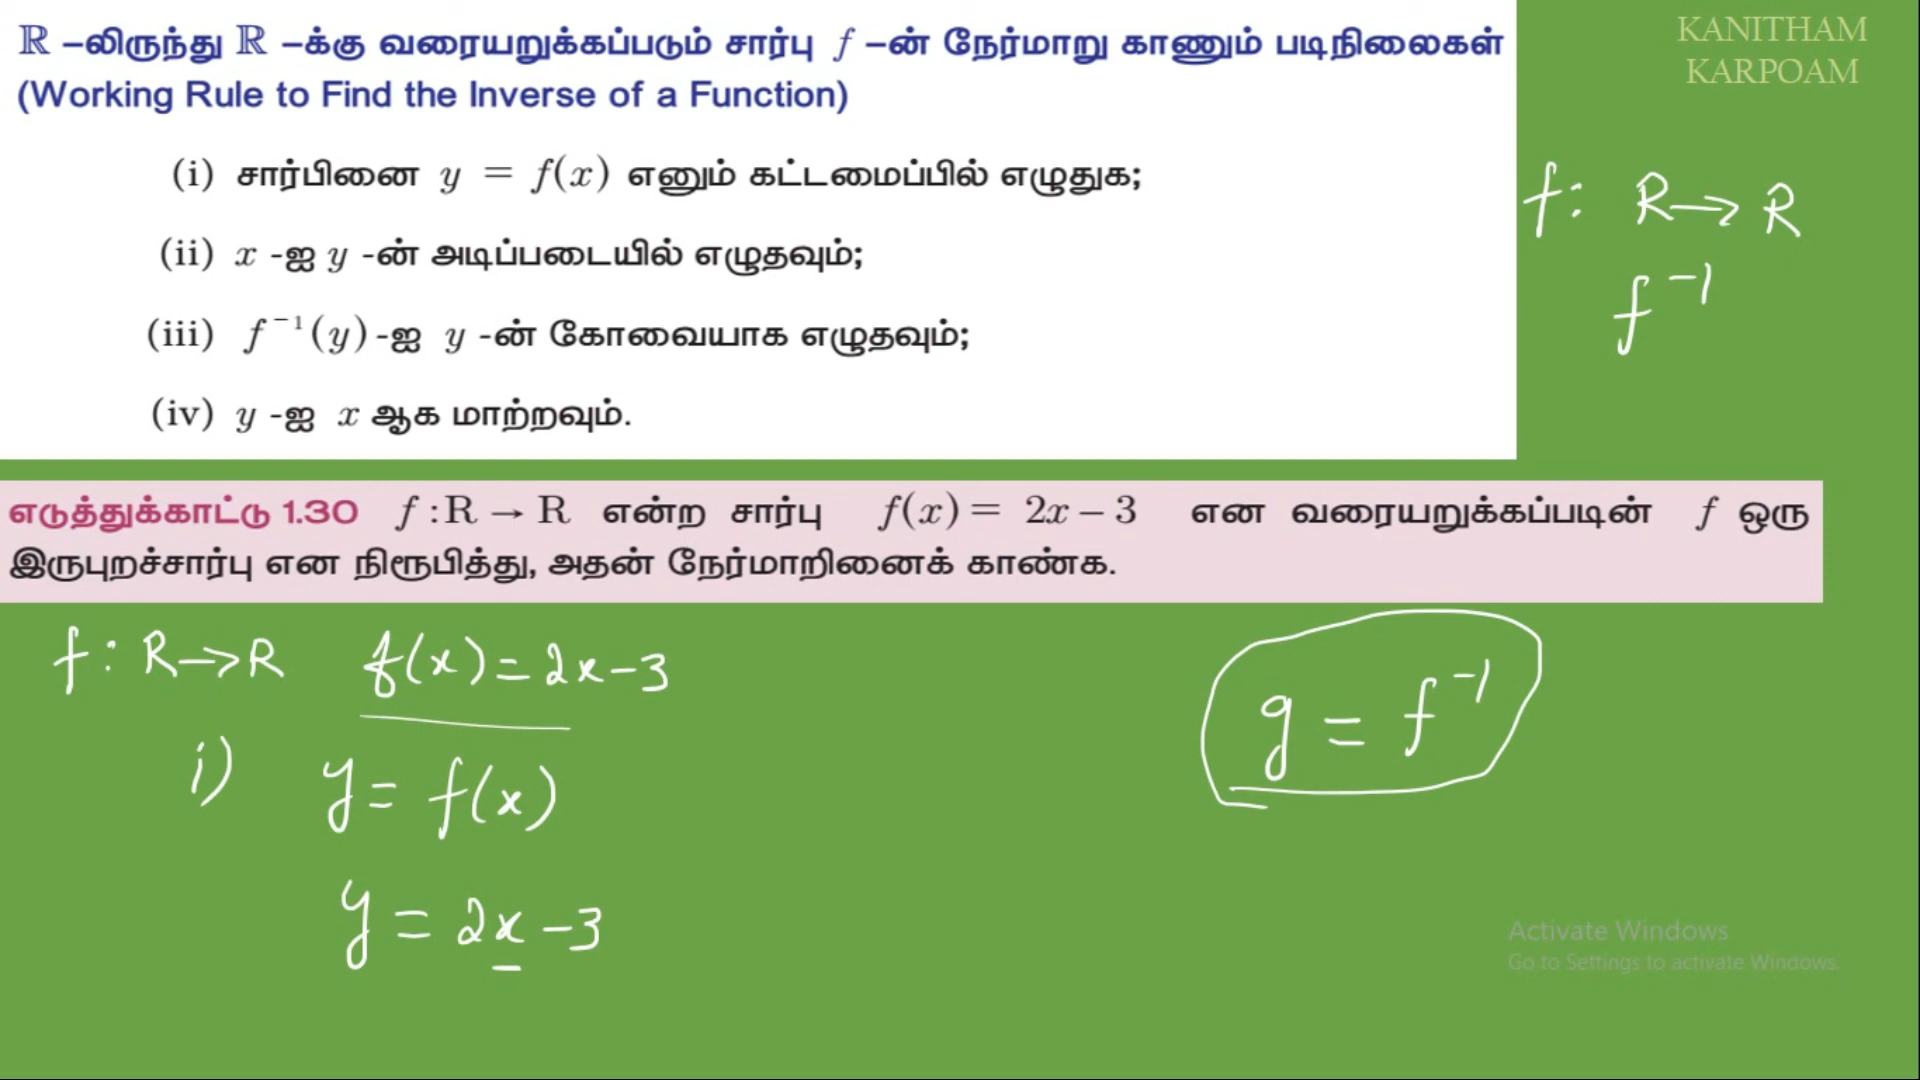 ℝ –லிருந்து ℝ –க்கு வரையறுக்கப்படும் சார்பு f –ன் நேர்மாறு காணும் படிநிலைகள்
(Working Rule to Find the Inverse of a Function)
(i) சார்பினை y = f(x) எனும் கட்டமைப்பில் எழுதுக;
(ii) x -ஐ y -ன் அடிப்படையில் எழுதவும்;
(iii) f⁻¹(y)-ஐ y -ன் கோவையாக எழுதவும்;
(iv) y -ஐ x ஆக மாற்றவும்.
KANITHAM
KARPOAM
f: R→R
f⁻¹
எடுத்துக்காட்டு 1.30 f : R → R என்ற சார்பு f(x) = 2x – 3 என வரையறுக்கப்படின் f ஒரு
இருபுறச்சார்பு என நிரூபித்து, அதன் நேர்மாறினைக் காண்க.
f: R→R f(x)=2x-3
i) y = f(x)
y = 2x-3
g = f⁻¹
Activate Windows
Go to Settings to activate Windows.